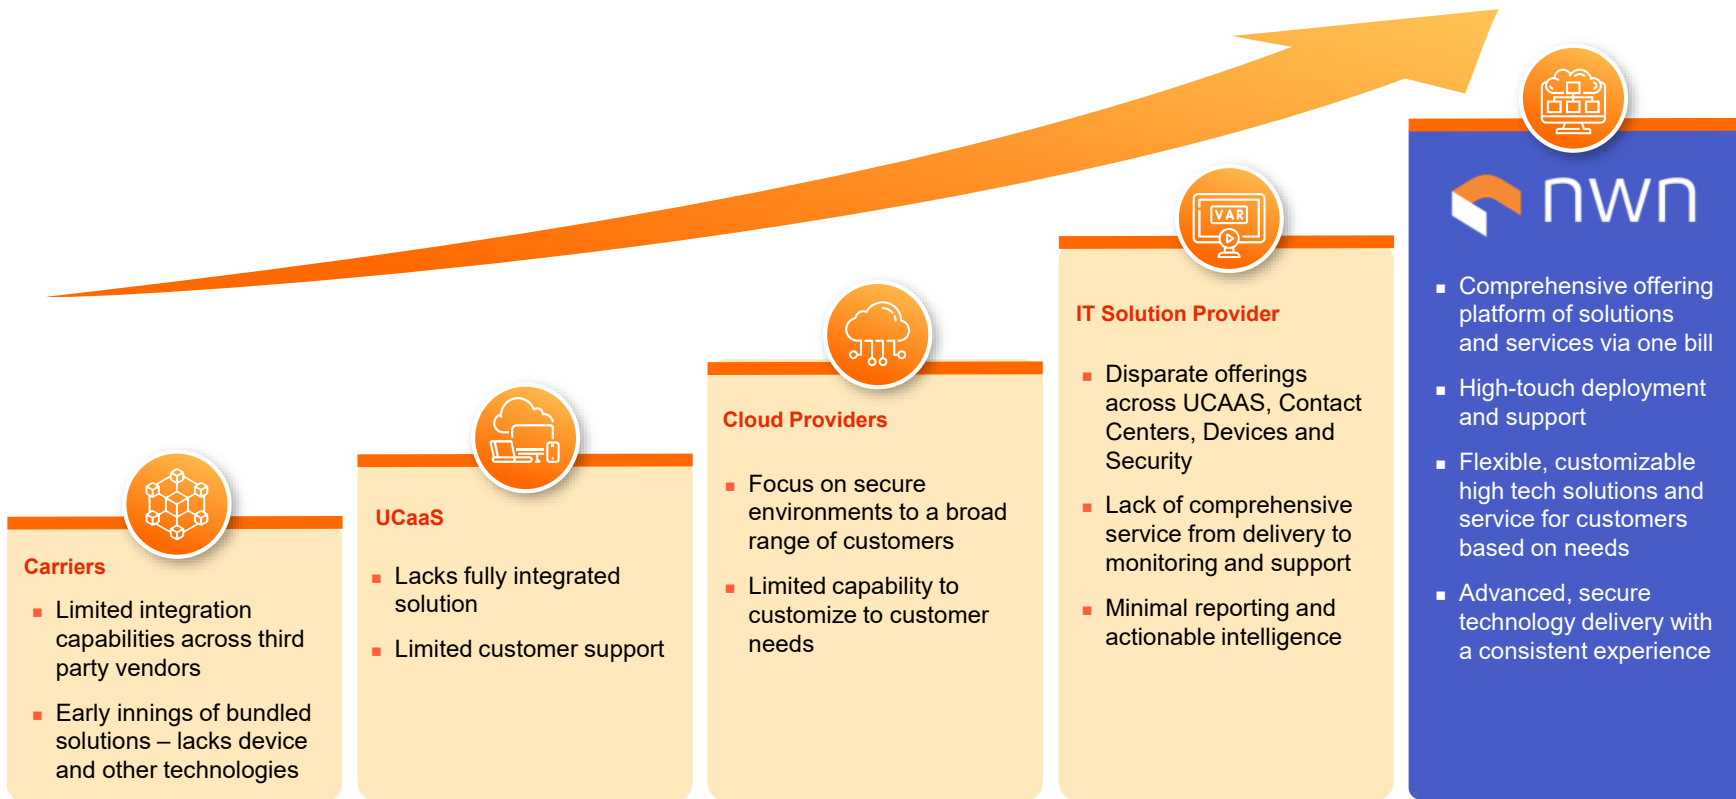 Carriers
▪ Limited integration
capabilities across third
party vendors
▪ Early innings of bundled
solutions – lacks device
and other technologies
UCaaS
▪ Lacks fully integrated
solution
▪ Limited customer support
Cloud Providers
▪ Focus on secure
environments to a broad
range of customers
▪ Limited capability to
customize to customer
needs
VAR
IT Solution Provider
▪ Disparate offerings
across UCAAS, Contact
Centers, Devices and
Security
▪ Lack of comprehensive
service from delivery to
monitoring and support
▪ Minimal reporting and
actionable intelligence
nwn
▪ Comprehensive offering
platform of solutions
and services via one bill
▪ High-touch deployment
and support
▪ Flexible, customizable
high tech solutions and
service for customers
based on needs
▪ Advanced, secure
technology delivery with
a consistent experience